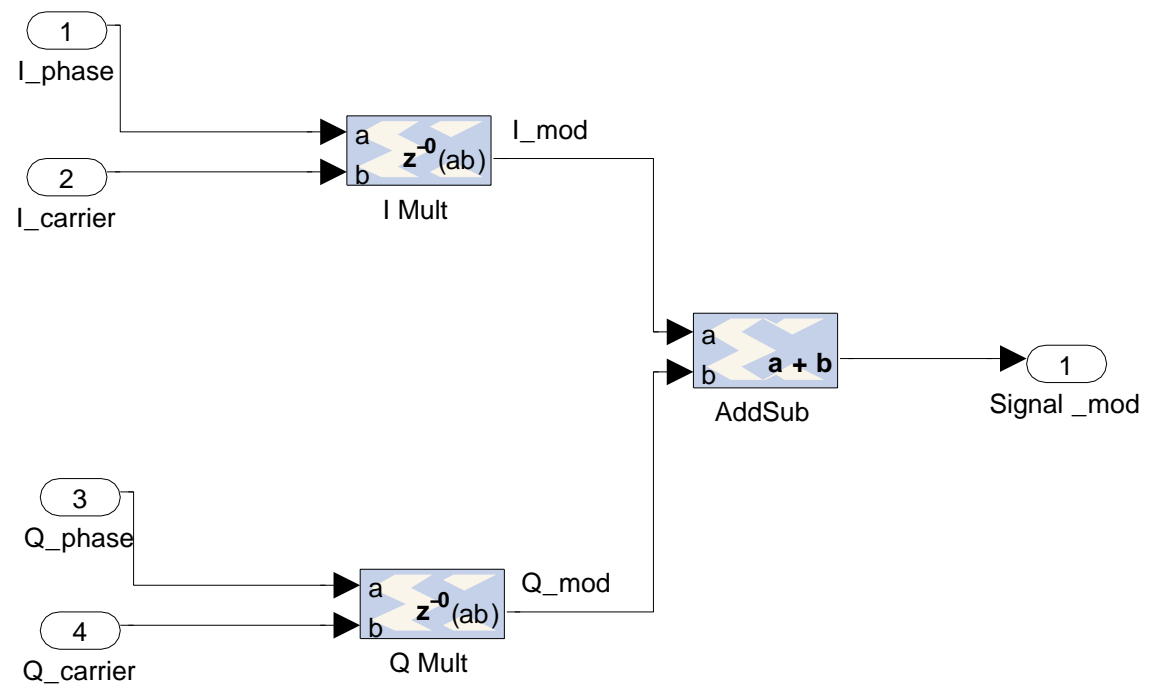 1
I_phase
2
I_carrier
a
b
z⁻⁰(ab)
I Mult
I_mod
a
b
a + b
AddSub
1
Signal _mod
3
Q_phase
4
Q_carrier
a
b
z⁻⁰(ab)
Q Mult
Q_mod